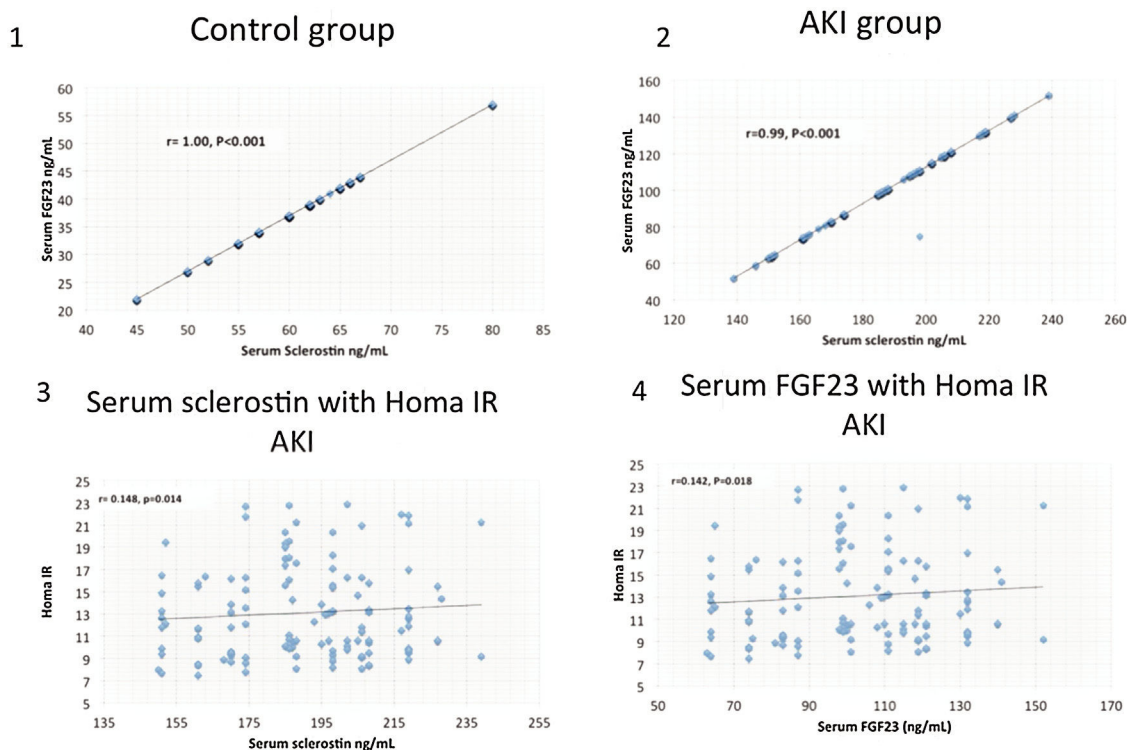 1
Control group
r= 1.00, P<0.001
Serum FGF23 ng/mL
60
55
50
45
40
35
30
25
20
40 45 50 55 60 65 70 75 80 85
Serum Sclerostin ng/mL
2
AKI group
r=0.99, P<0.001
Serum FGF23 ng/mL
160
140
120
100
80
60
40
120 140 160 180 200 220 240 260
Serum sclerostin ng/mL
3
Serum sclerostin with Homa IR
AKI
r= 0.148, p=0.014
Homa IR
25
23
21
19
17
15
13
11
9
7
5
135 155 175 195 215 235 255
Serum sclerostin ng/mL
4
Serum FGF23 with Homa IR
AKI
r=0.142, P=0.018
Homa IR
25
23
21
19
17
15
13
11
9
7
5
50 70 90 110 130 150 170
Serum FGF23 (ng/mL)